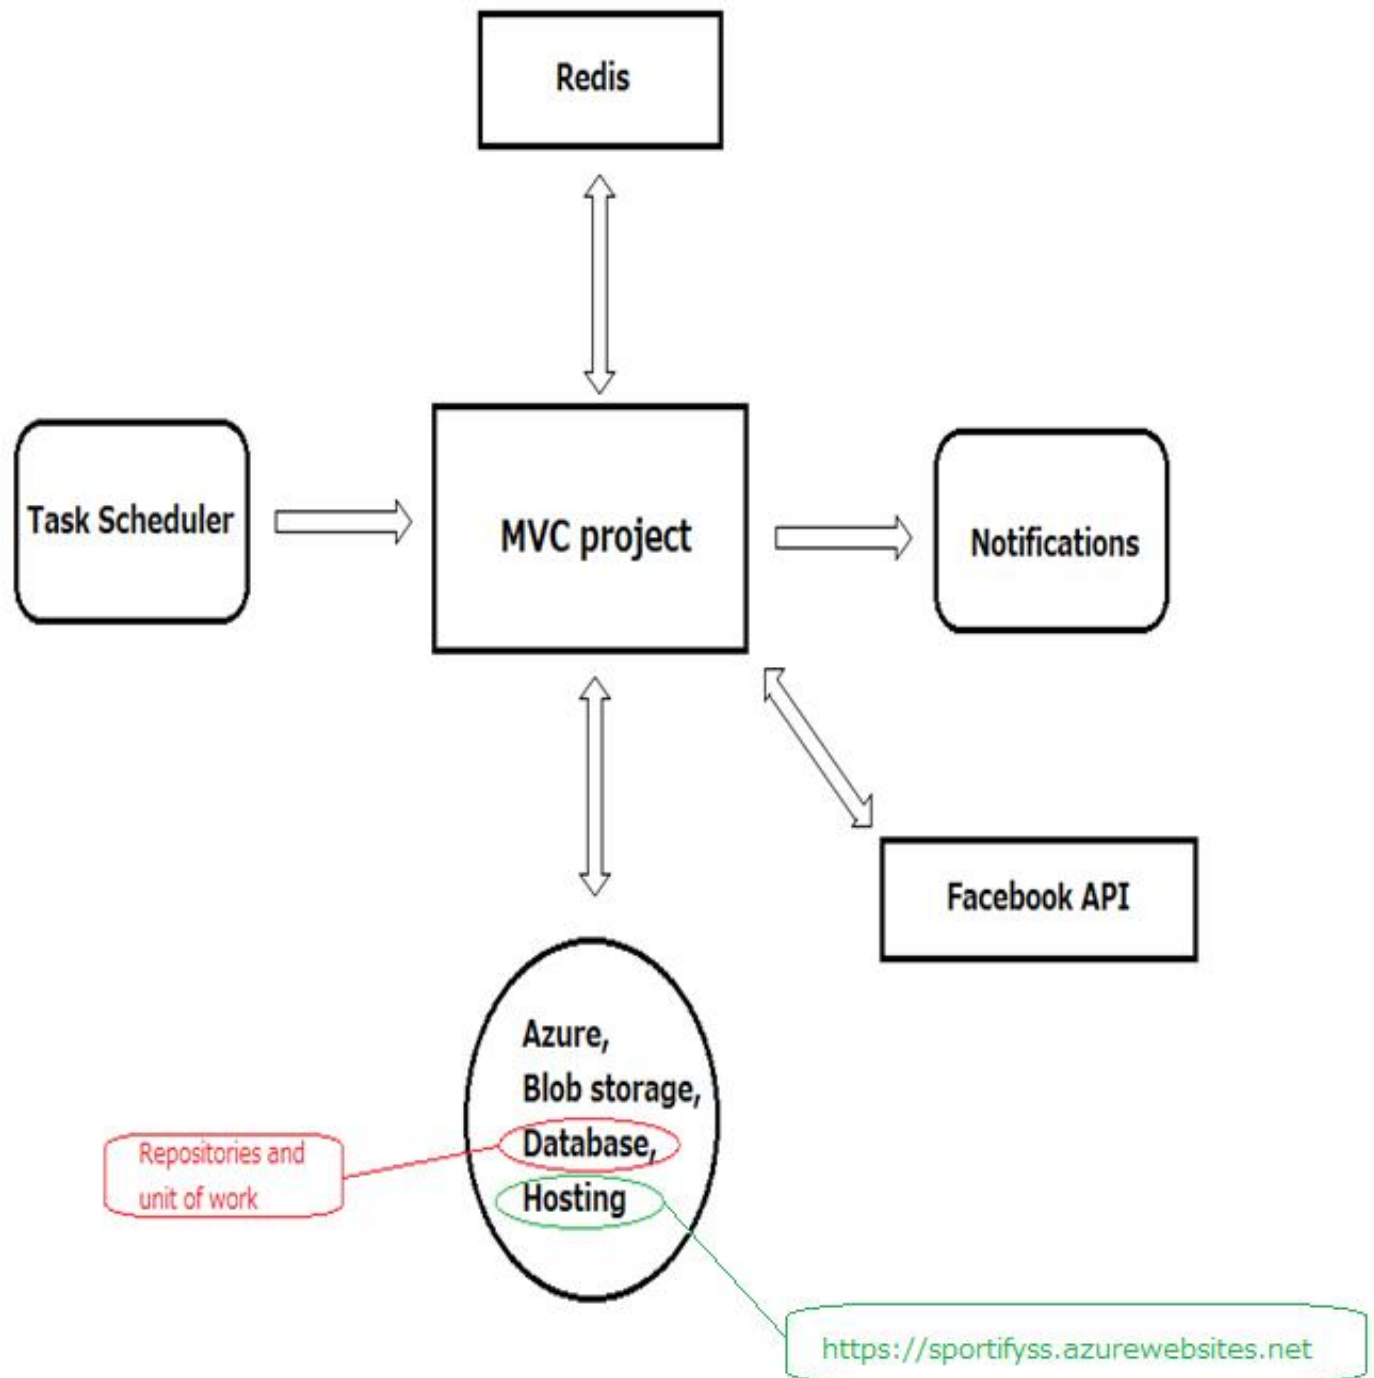 Redis
Task Scheduler
MVC project
Notifications
Facebook API
Azure,
Blob storage,
Database,
Hosting
Repositories and
unit of work
https://sportifyss.azurewebsites.net